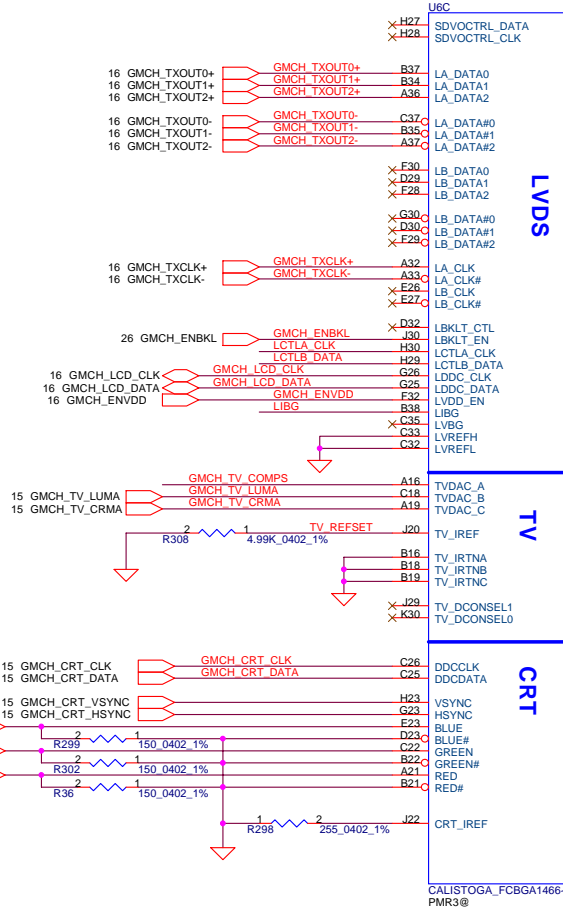 U6C
H27 SDVOCTRL_DATA
H28 SDVOCTRL_CLK
16 GMCH_TXOUT0+ GMCH_TXOUT0+ B37 LA_DATA0
16 GMCH_TXOUT1+ GMCH_TXOUT1+ B34 LA_DATA1
16 GMCH_TXOUT2+ GMCH_TXOUT2+ A36 LA_DATA2
16 GMCH_TXOUT0- GMCH_TXOUT0- C37 LA_DATA#0
16 GMCH_TXOUT1- GMCH_TXOUT1- B35 LA_DATA#1
16 GMCH_TXOUT2- GMCH_TXOUT2- A37 LA_DATA#2
F30 LB_DATA0
D29 LB_DATA1
F28 LB_DATA2
LVDS
G30 LB_DATA#0
D30 LB_DATA#1
F29 LB_DATA#2
16 GMCH_TXCLK+ GMCH_TXCLK+ A32 LA_CLK
16 GMCH_TXCLK- GMCH_TXCLK- A33 LA_CLK#
E26 LB_CLK
E27 LB_CLK#
D32 LBKLT_CTL
26 GMCH_ENBKL GMCH_ENBKL J30 LBKLT_EN
LCTLA_CLK H30 LCTLA_CLK
LCTLB_DATA H29 LCTLB_DATA
16 GMCH_LCD_CLK GMCH_LCD_CLK G26 LDDC_CLK
16 GMCH_LCD_DATA GMCH_LCD_DATA G25 LDDC_DATA
16 GMCH_ENVDD GMCH_ENVDD F32 LVDD_EN
LIBG B38 LIBG
C35 LVBG
C33 LVREFH
C32 LVREFL
GMCH_TV_COMPS A16 TVDAC_A
15 GMCH_TV_LUMA GMCH_TV_LUMA C18 TVDAC_B
15 GMCH_TV_CRMA GMCH_TV_CRMA A19 TVDAC_C
TV
2 1 TV_REFSET J20 TV_IREF
R308 4.99K_0402_1%
B16 TV_IRTNA
B18 TV_IRTNB
B19 TV_IRTNC
J29 TV_DCONSEL1
K30 TV_DCONSEL0
CRT
15 GMCH_CRT_CLK GMCH_CRT_CLK C26 DDCCLK
15 GMCH_CRT_DATA GMCH_CRT_DATA C25 DDCDATA
15 GMCH_CRT_VSYNC H23 VSYNC
15 GMCH_CRT_HSYNC G23 HSYNC
E23 BLUE
2 1 D23 BLUE#
R299 150_0402_1%
C22 GREEN
2 1 B22 GREEN#
R302 150_0402_1%
A21 RED
2 1 B21 RED#
R36 150_0402_1%
1 2 J22 CRT_IREF
R298 255_0402_1%
CALISTOGA_FCBGA1466-
PMR3@